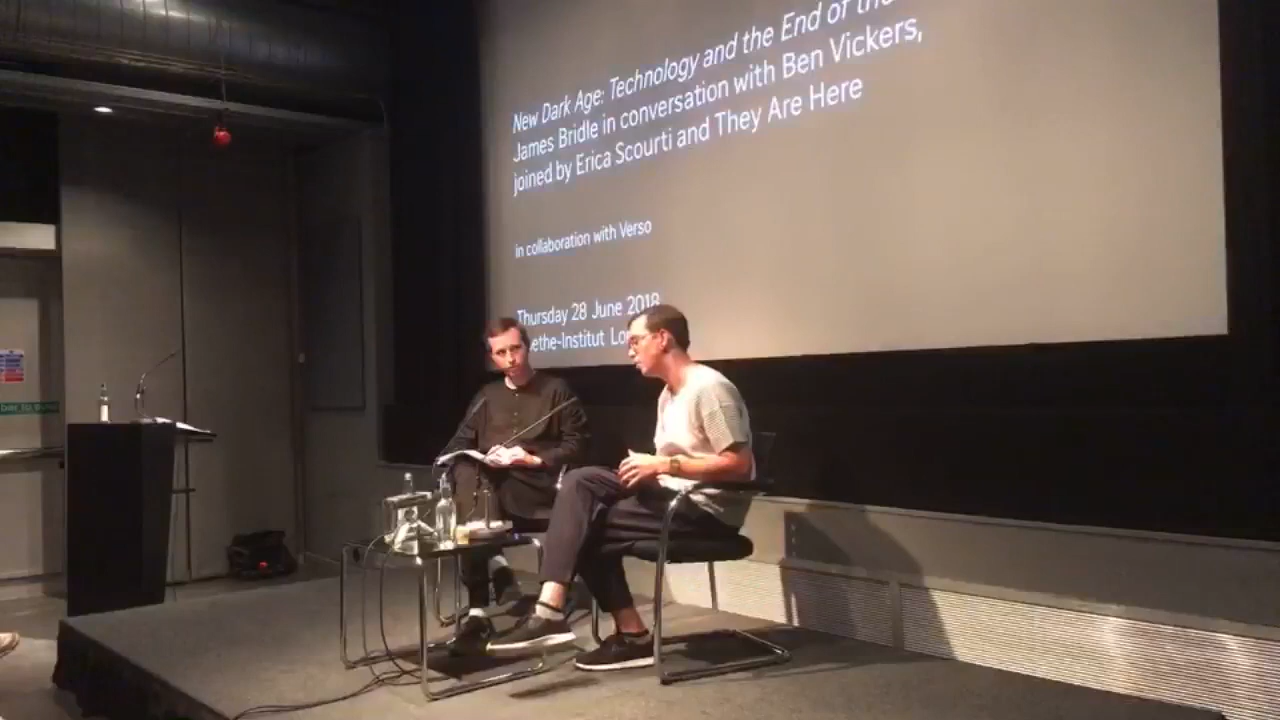 New Dark Age: Technology and the End of the
James Bridle in conversation with Ben Vickers,
joined by Erica Scourti and They Are Here
in collaboration with Verso
Thursday 28 June 2018